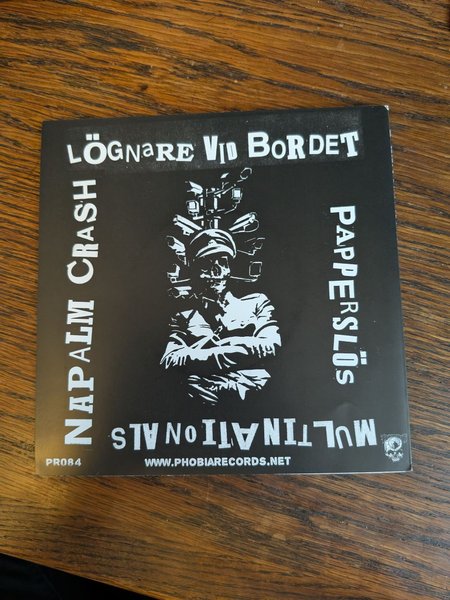 LÖGNaRE VID BORDET
NAPALM CRASH
PAPPERSLÖS
MULTINATIONALS
PR084
WWW.PHOBIARECORDS.NET